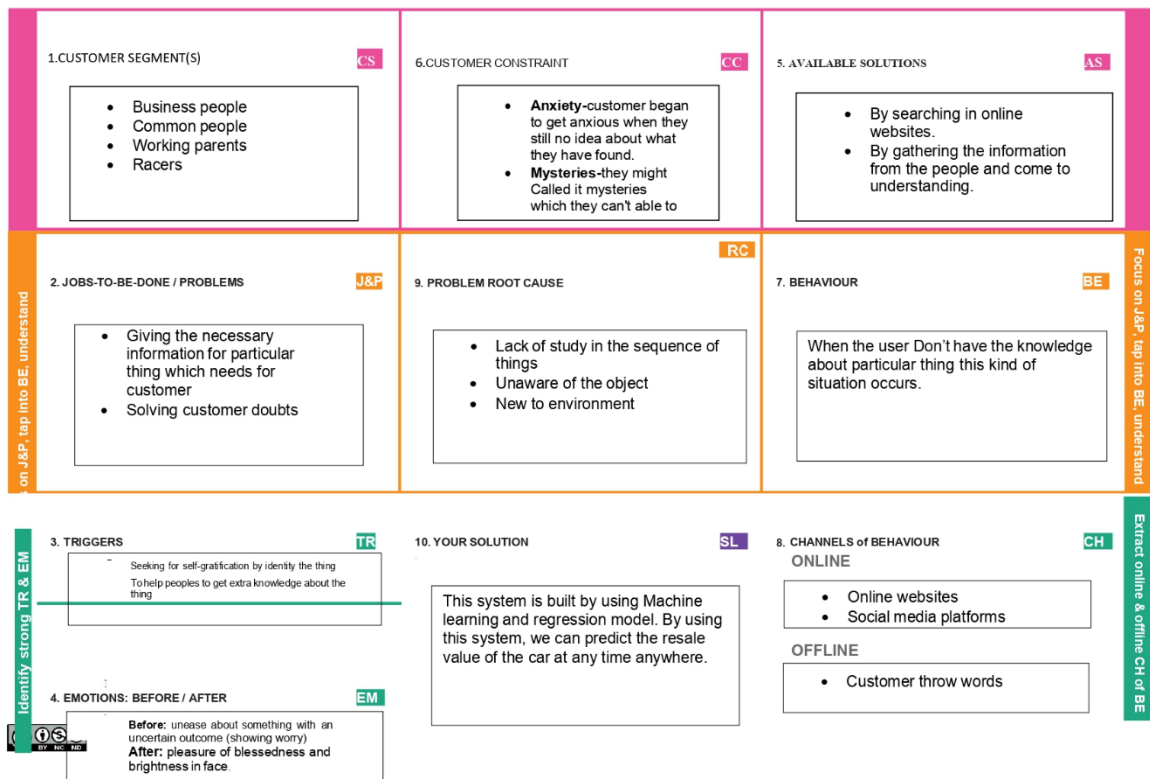 1.CUSTOMER SEGMENT(S)
CS
• Business people
• Common people
• Working parents
• Racers
6.CUSTOMER CONSTRAINT
CC
• Anxiety-customer began
to get anxious when they
still no idea about what
they have found.
• Mysteries-they might
Called it mysteries
which they can't able to
5. AVAILABLE SOLUTIONS
AS
• By searching in online
websites.
• By gathering the information
from the people and come to
understanding.
s on J&P, tap into BE, understand
2. JOBS-TO-BE-DONE / PROBLEMS
J&P
• Giving the necessary
information for particular
thing which needs for
customer
• Solving customer doubts
RC
9. PROBLEM ROOT CAUSE
• Lack of study in the sequence of
things
• Unaware of the object
• New to environment
7. BEHAVIOUR
BE
When the user Don't have the knowledge
about particular thing this kind of
situation occurs.
Focus on J&P, tap into BE, understand
Identify strong TR & EM
3. TRIGGERS
TR
Seeking for self-gratification by identify the thing
To help peoples to get extra knowledge about the
thing
4. EMOTIONS: BEFORE / AFTER
EM
Before: unease about something with an
uncertain outcome (showing worry)
After: pleasure of blessedness and
brightness in face.
BY NC ND
10. YOUR SOLUTION
SL
This system is built by using Machine
learning and regression model. By using
this system, we can predict the resale
value of the car at any time anywhere.
8. CHANNELS of BEHAVIOUR
CH
ONLINE
• Online websites
• Social media platforms
OFFLINE
• Customer throw words
Extract online & offline CH of BE